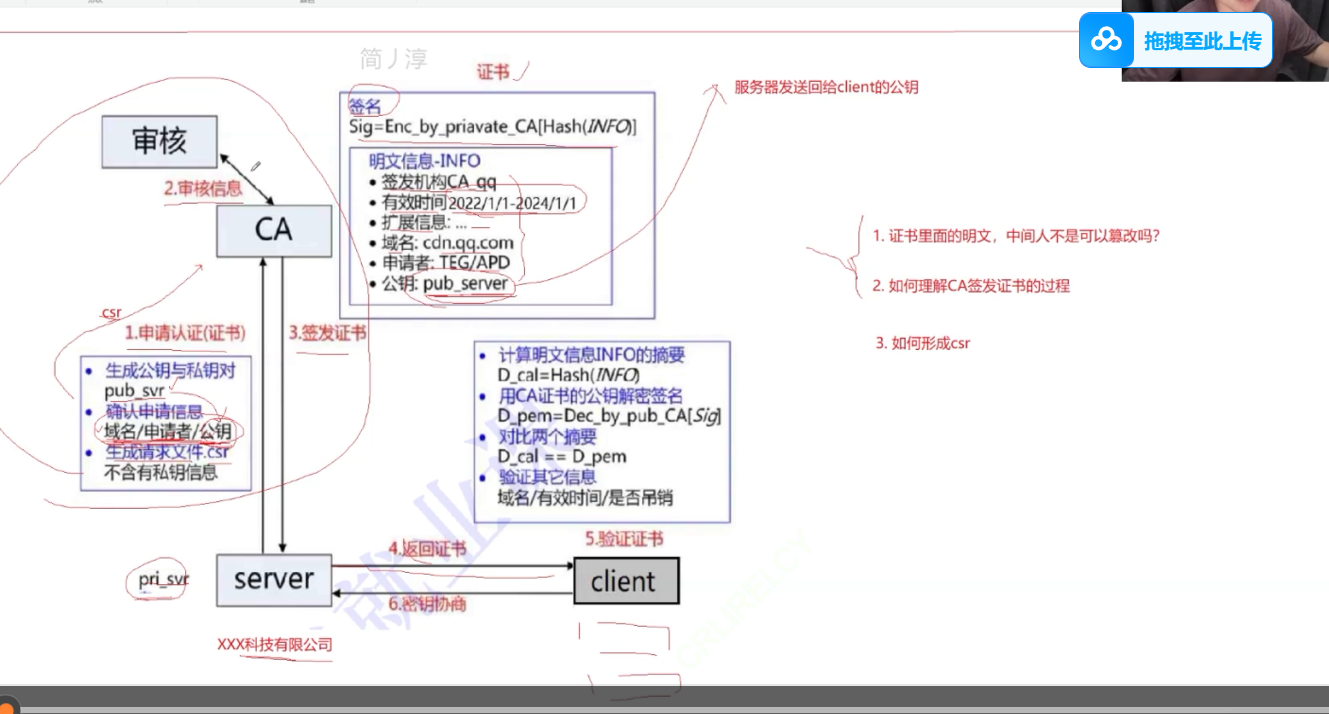 拖拽至此上传
简丿淳
证书
服务器发送回给client的公钥
签名
Sig=Enc_by_priavate_CA[Hash(INFO)]
审核
明文信息-INFO
• 签发机构CA_qq
• 有效时间2022/1/1-2024/1/1
• 扩展信息: ...
• 域名: cdn.qq.com
• 申请者: TEG/APD
• 公钥: pub_server
2.审核信息
CA
1. 证书里面的明文，中间人不是可以篡改吗？
2. 如何理解CA签发证书的过程
3. 如何形成csr
csr
1.申请认证(证书)
3.签发证书
• 生成公钥与私钥对
pub_svr
• 确认申请信息
域名/申请者/公钥
• 生成请求文件.csr
不含有私钥信息
• 计算明文信息INFO的摘要
D_cal=Hash(INFO)
• 用CA证书的公钥解密签名
D_pem=Dec_by_pub_CA[Sig]
• 对比两个摘要
D_cal == D_pem
• 验证其它信息
域名/有效时间/是否吊销
4.返回证书
5.验证证书
pri_svr
server
client
6.密钥协商
XXX科技有限公司